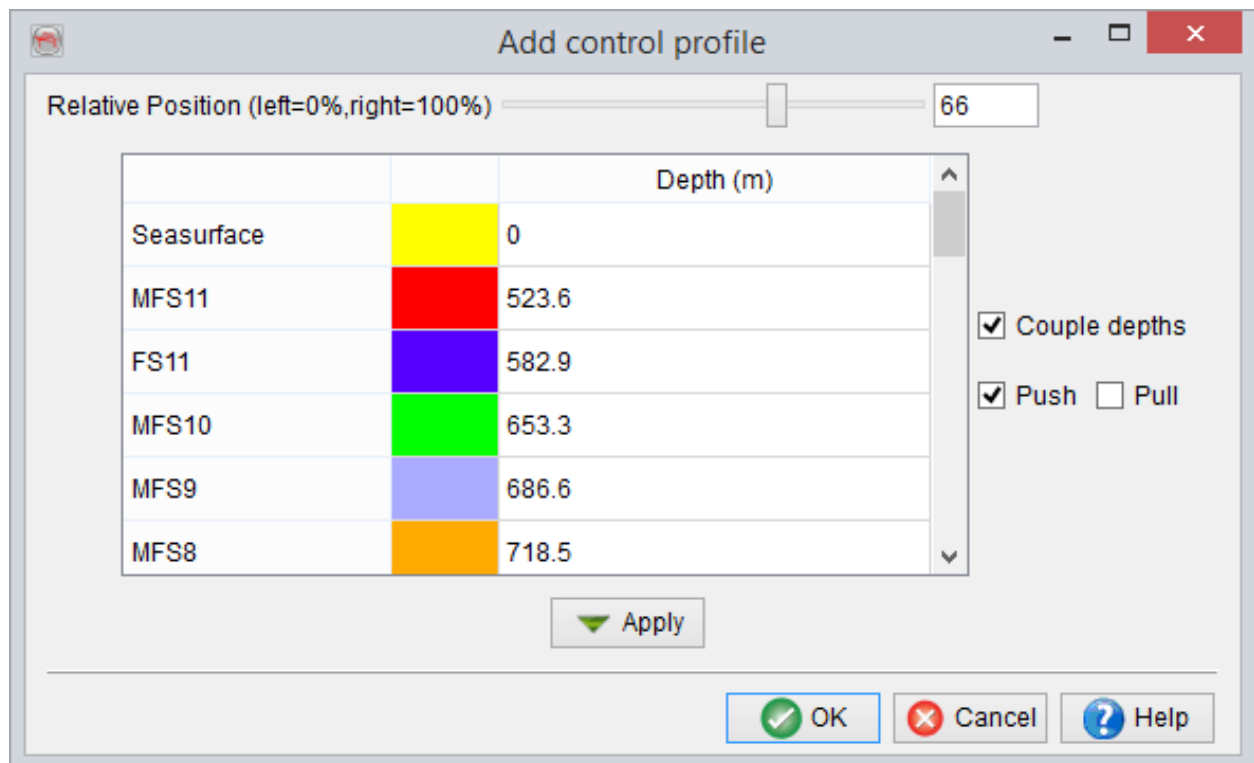 Add control profile
Relative Position (left=0%,right=100%) 66
Depth (m)
Seasurface 0
MFS11 523.6
FS11 582.9
MFS10 653.3
MFS9 686.6
MFS8 718.5
Couple depths
Push Pull
Apply
OK Cancel Help